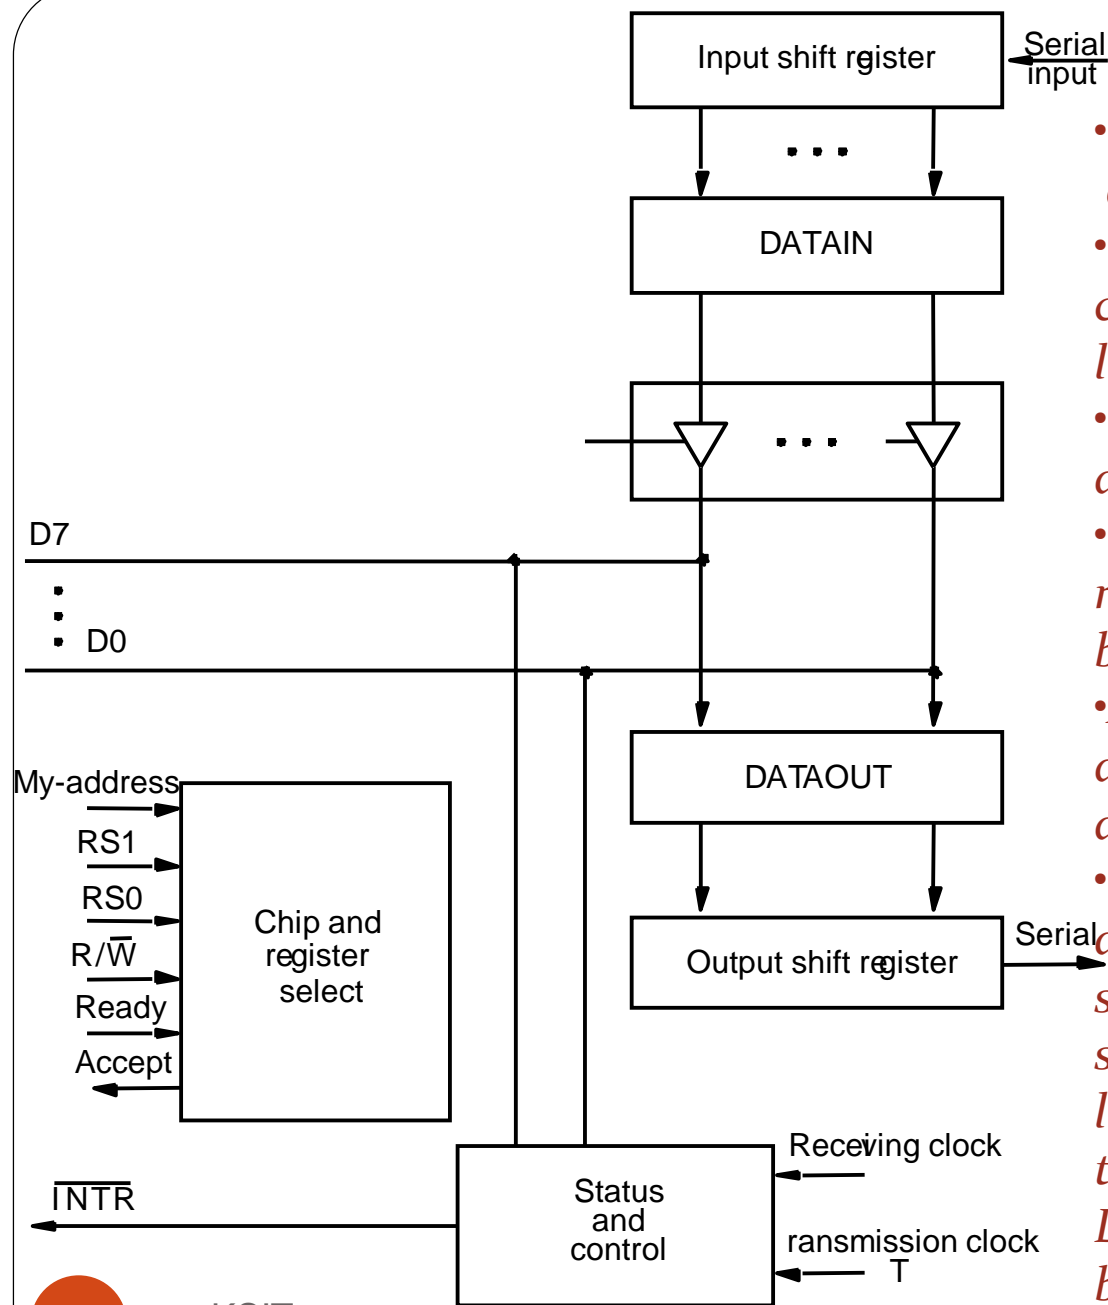 Input shift register
Serial
input
DATAIN
D7
D0
My-address
RS1
RS0
R/W̅
Ready
Accept
Chip and
register
select
DATAOUT
Output shift register
Serial
I̅N̅T̅R̅
Status
and
control
Receiving clock
ransmission clock
T